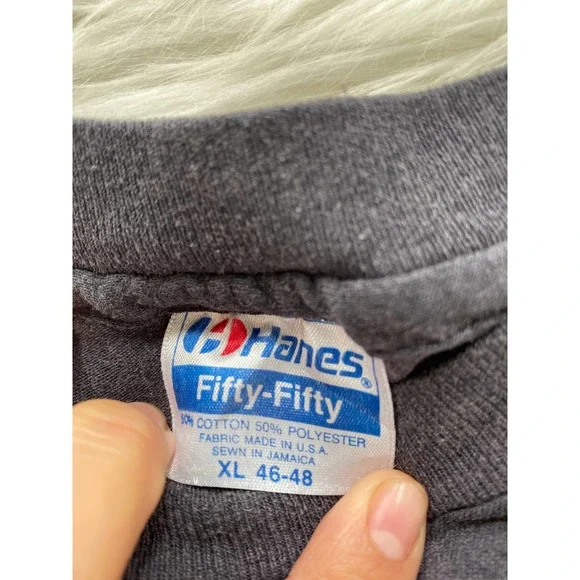 Hanes®
Fifty-Fifty
50% COTTON 50% POLYESTER
FABRIC MADE IN U.S.A.
SEWN IN JAMAICA
XL 46-48